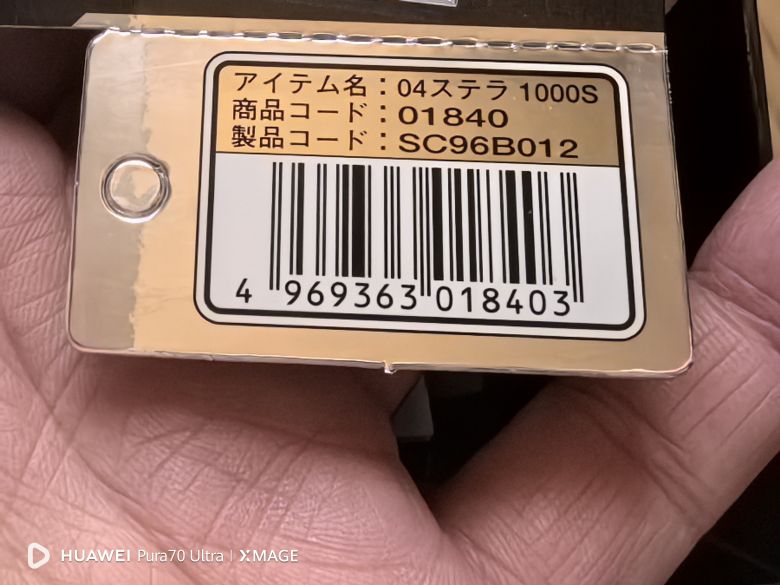 アイテム名：04ステラ 1000S
商品コード：01840
製品コード：SC96B012
4 969363 018403
HUAWEI Pura70 Ultra | XMAGE